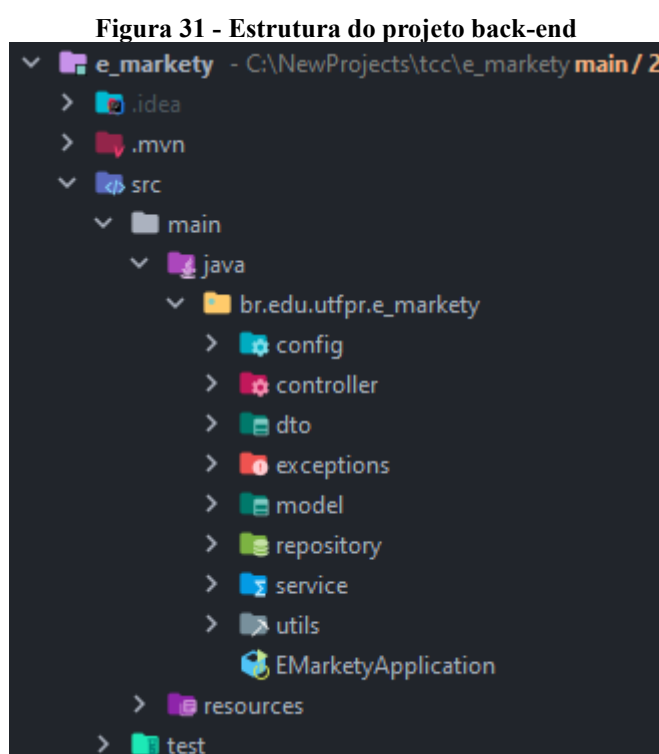 Figura 31 - Estrutura do projeto back-end
e_markety - C:\NewProjects\tcc\e_markety main / 2
.idea
.mvn
src
main
java
br.edu.utfpr.e_markety
config
controller
dto
exceptions
model
repository
service
utils
EMarketyApplication
resources
test